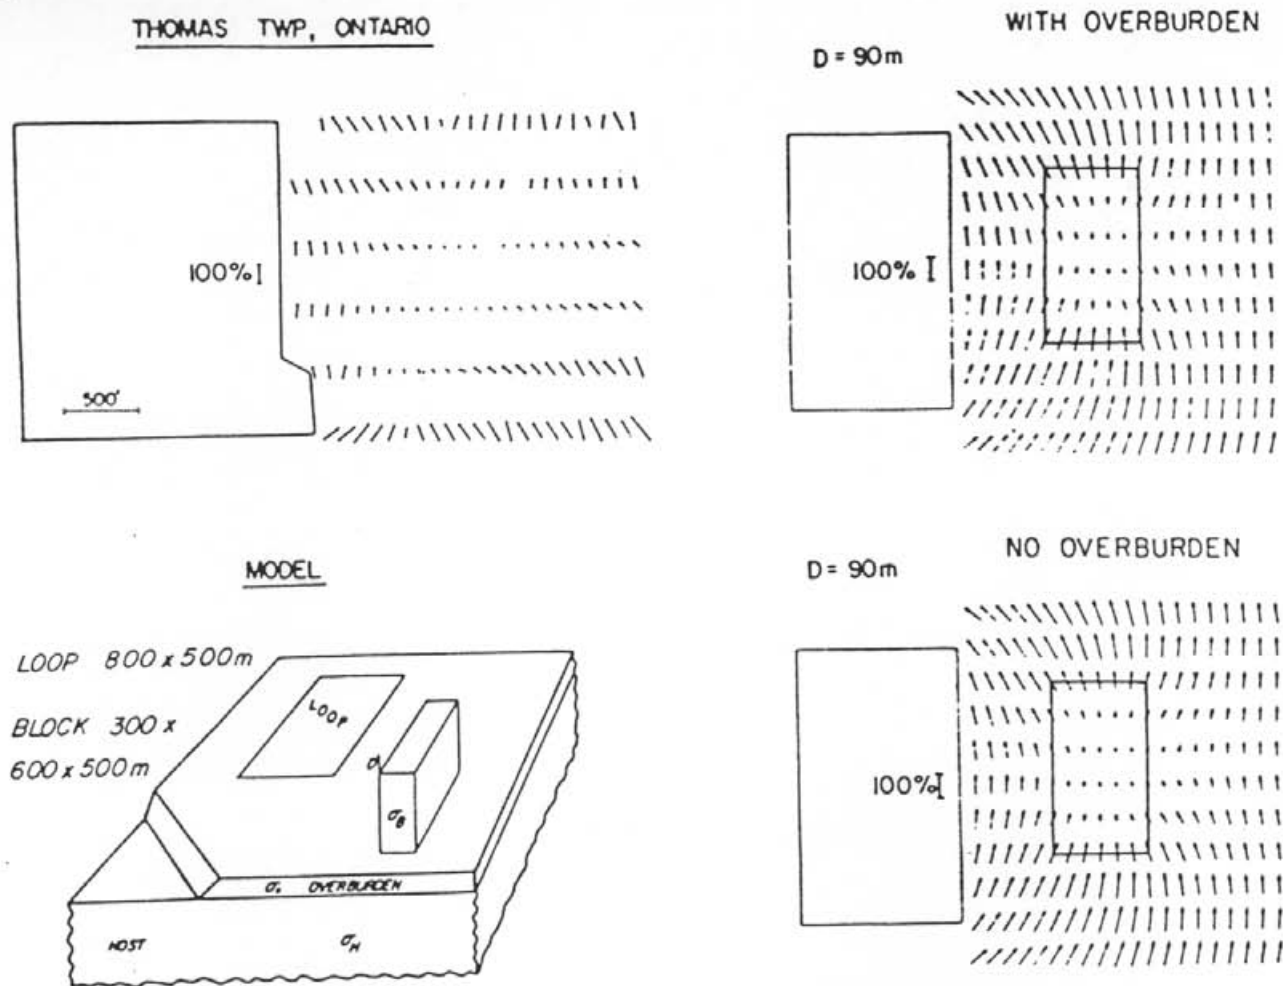 THOMAS TWP, ONTARIO
100%
500'
WITH OVERBURDEN
D = 90m
100%
MODEL
LOOP 800 x 500m
BLOCK 300 x
600 x 500m
LOOP
d
σB
σo OVERBURDEN
HOST
σH
NO OVERBURDEN
D = 90m
100%